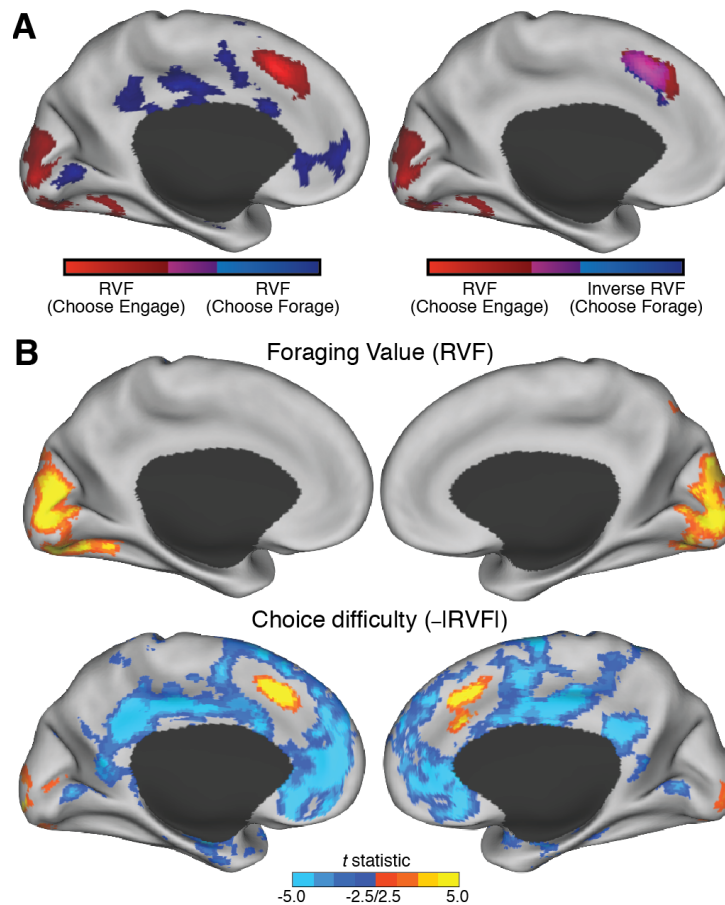 A
RVF
(Choose Engage)
RVF
(Choose Forage)
RVF
(Choose Engage)
Inverse RVF
(Choose Forage)
B
Foraging Value (RVF)
Choice difficulty (–|RVF|)
t statistic
-5.0 -2.5/2.5 5.0